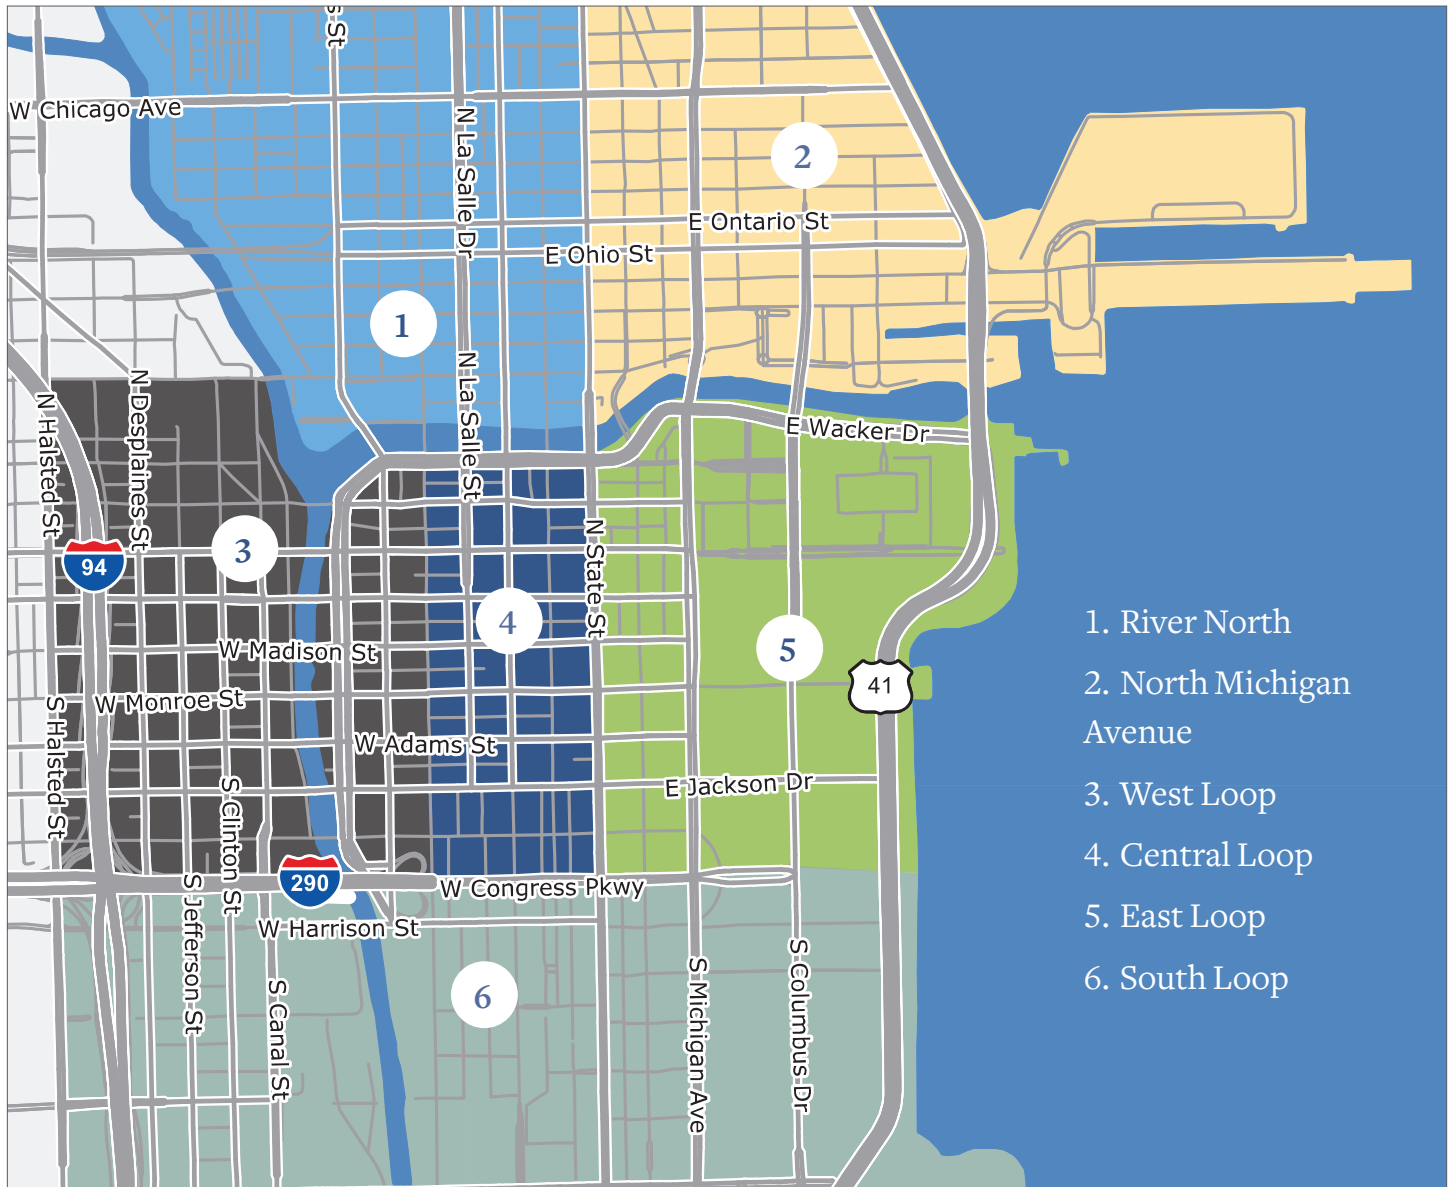 s St
W Chicago Ave
N La Salle Dr
2
E Ontario St
E Ohio St
1
N La Salle St
N Desplaines St
N Halsted St
E Wacker Dr
3
94
N State St
4
5
W Madison St
41
W Monroe St
S Halsted St
W Adams St
E Jackson Dr
S Clinton St
290
W Congress Pkwy
S Jefferson St
W Harrison St
6
S Canal St
S Michigan Ave
S Columbus Dr
1. River North
2. North Michigan
Avenue
3. West Loop
4. Central Loop
5. East Loop
6. South Loop